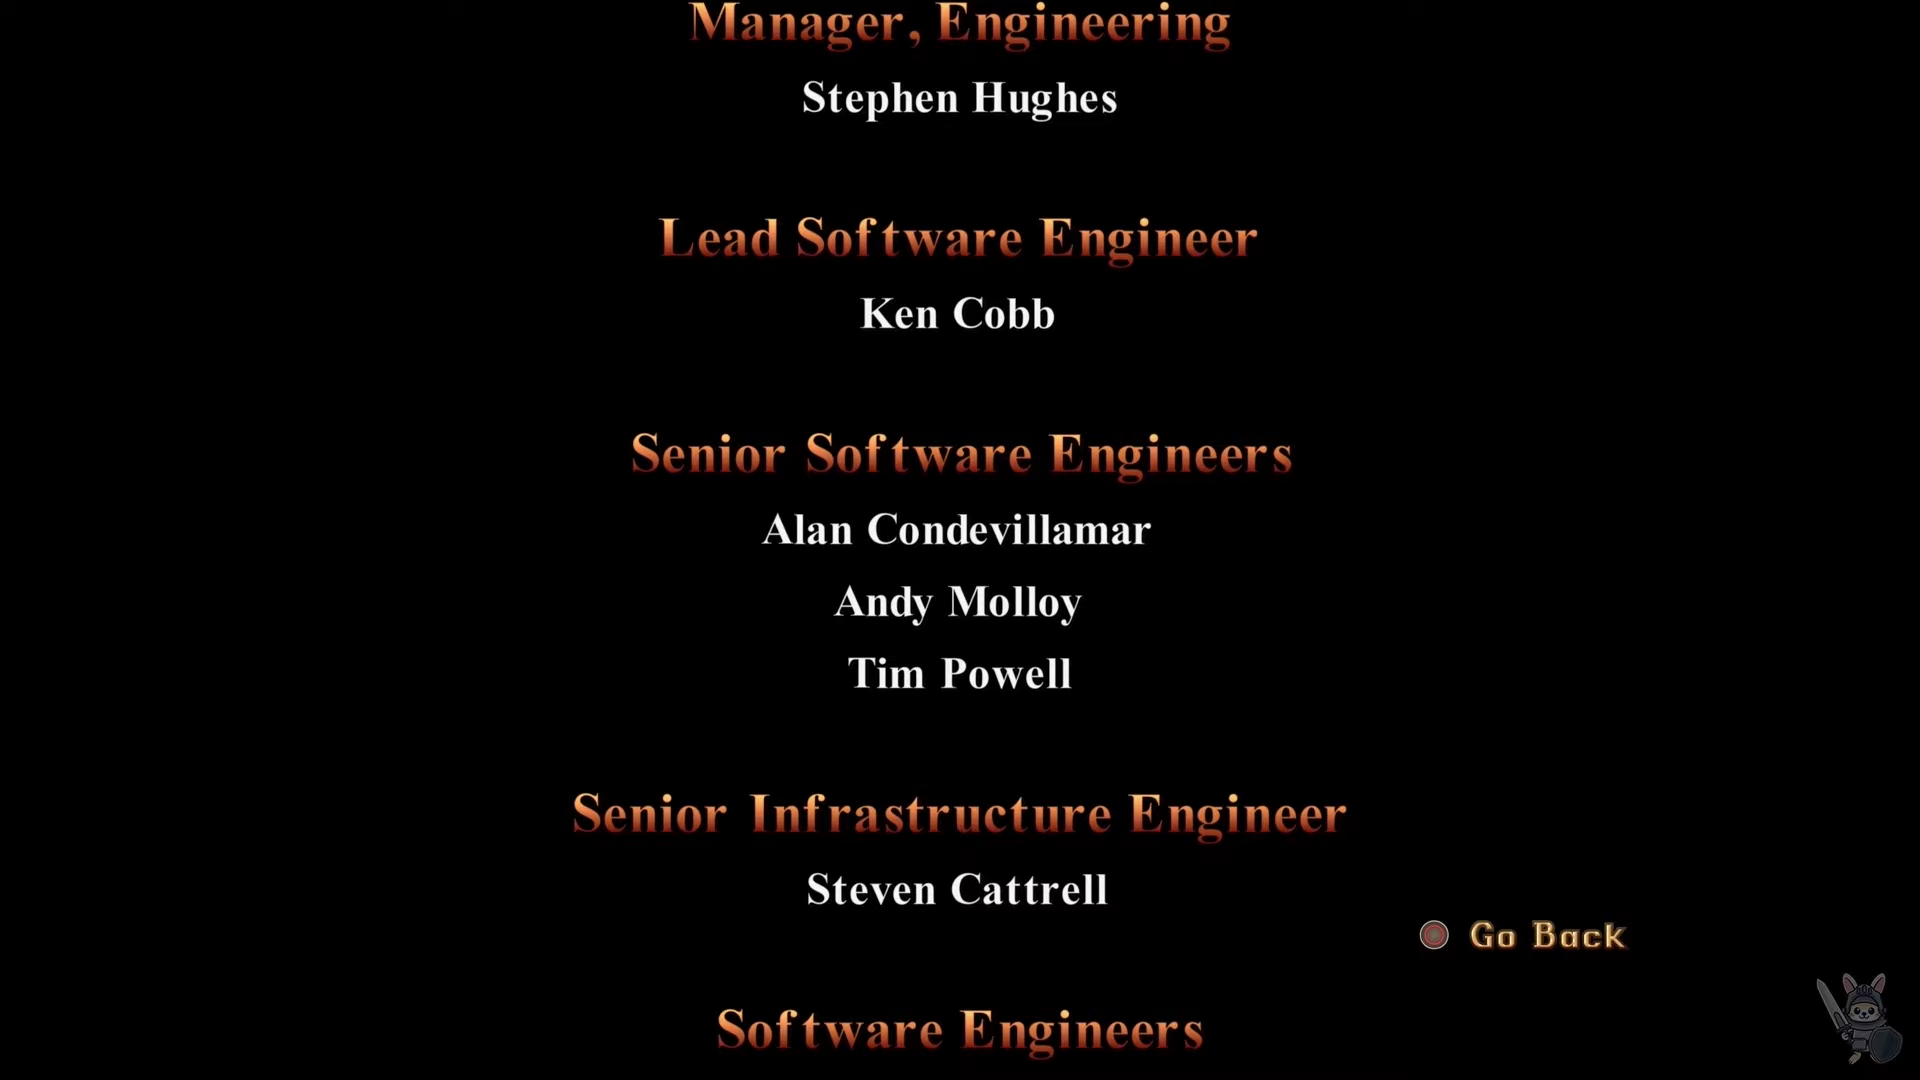 Manager, Engineering
Stephen Hughes
Lead Software Engineer
Ken Cobb
Senior Software Engineers
Alan Condevillamar
Andy Molloy
Tim Powell
Senior Infrastructure Engineer
Steven Cattrell
Go Back
Software Engineers